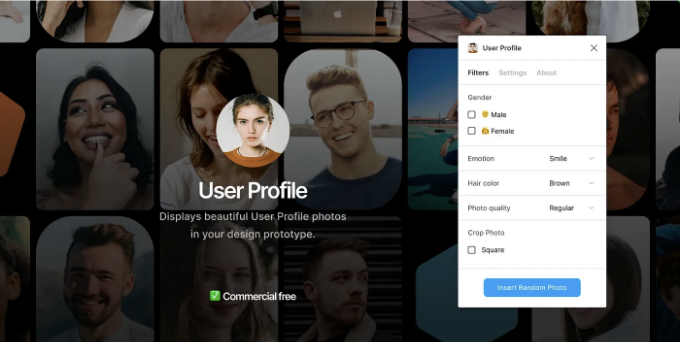 User Profile
Displays beautiful User Profile photos
in your design prototype.
✅ Commercial free
User Profile
Filters Settings About
Gender
Male
Female
Emotion Smile
Hair color Brown
Photo quality Regular
Crop Photo
Square
Insert Random Photo